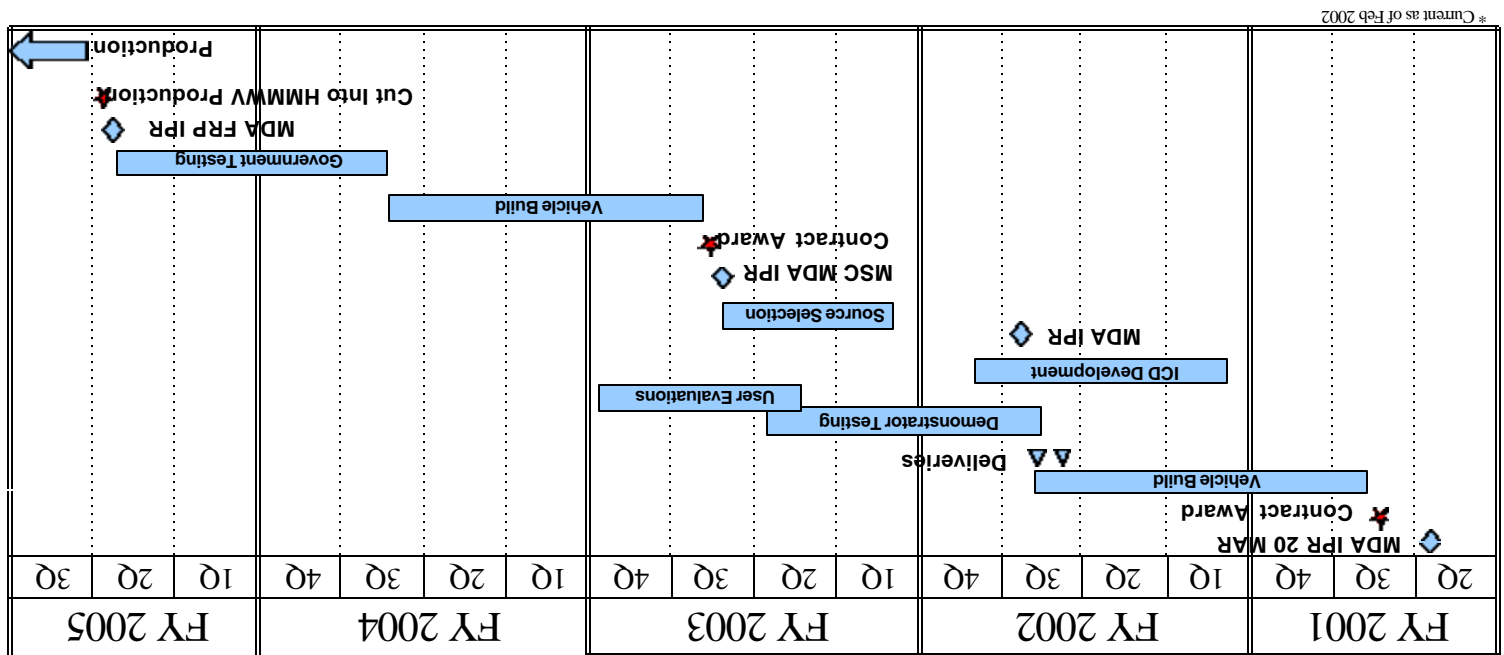 FY 2001 FY 2002 FY 2003 FY 2004 FY 2005
2Q 3Q 4Q 1Q 2Q 3Q 4Q 1Q 2Q 3Q 4Q 1Q 2Q 3Q 4Q 1Q 2Q 3Q
MDA IPR 20 MAR
Contract Award
Vehicle Build
Deliveries
Demonstrator Testing
User Evaluations
ICD Development
MDA IPR
Source Selection
MSC MDA IPR
Contract Award
Vehicle Build
Government Testing
MDA FRP IPR
Cut Into HMMWV Production
Production
* Current as of Feb 2002